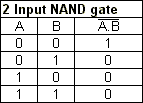 2 Input NAND gate
A B A̅.̅B̅
0 0 1
0 1 0
1 0 0
1 1 0